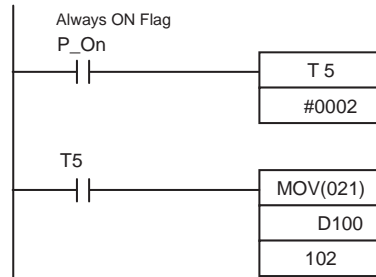 Always ON Flag
P_On
T 5
#0002
T5
MOV(021)
D100
102